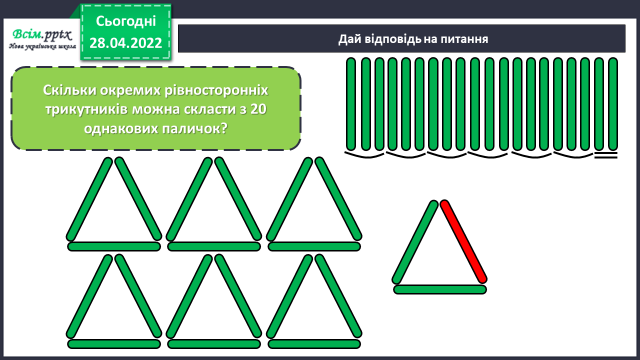 Всім.pptx
Нова українська школа
Сьогодні
28.04.2022
Дай відповідь на питання
Скільки окремих рівносторонніх
трикутників можна скласти з 20
однакових паличок?